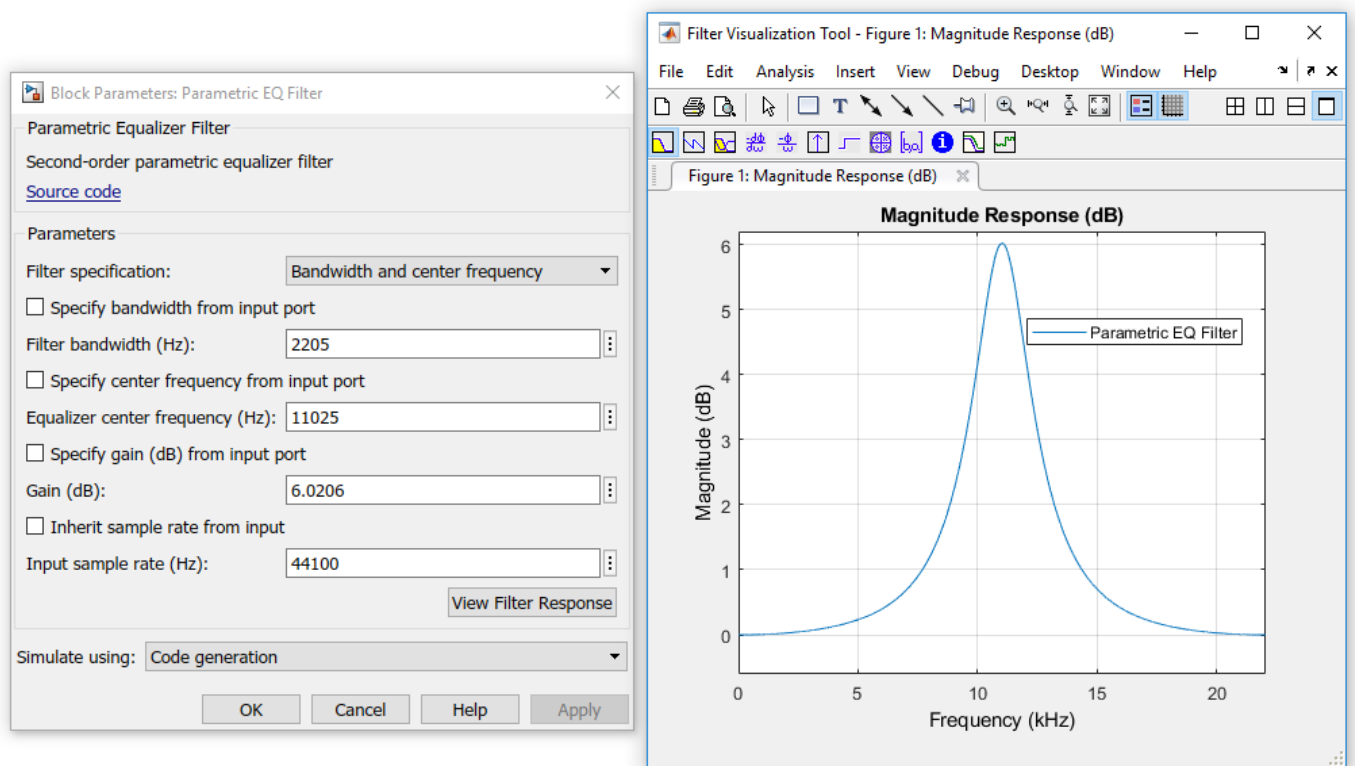 Block Parameters: Parametric EQ Filter
Parametric Equalizer Filter
Second-order parametric equalizer filter
Source code
Parameters
Filter specification: Bandwidth and center frequency
Specify bandwidth from input port
Filter bandwidth (Hz): 2205
Specify center frequency from input port
Equalizer center frequency (Hz): 11025
Specify gain (dB) from input port
Gain (dB): 6.0206
Inherit sample rate from input
Input sample rate (Hz): 44100
View Filter Response
Simulate using: Code generation
OK Cancel Help Apply
Filter Visualization Tool - Figure 1: Magnitude Response (dB)
File Edit Analysis Insert View Debug Desktop Window Help
Figure 1: Magnitude Response (dB)
Magnitude Response (dB)
6
5
Parametric EQ Filter
4
3
2
1
0
Magnitude (dB)
0 5 10 15 20
Frequency (kHz)